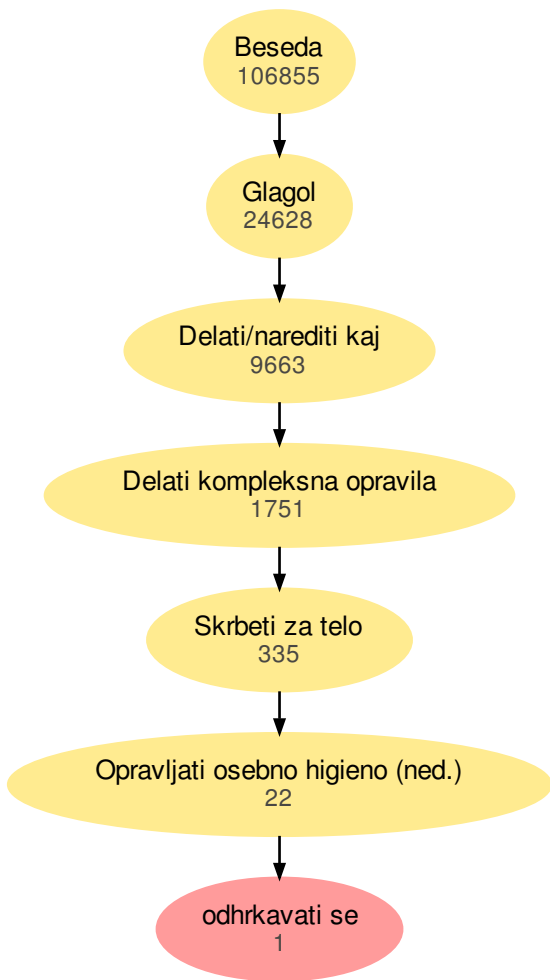 Beseda
106855
Glagol
24628
Delati/narediti kaj
9663
Delati kompleksna opravila
1751
Skrbeti za telo
335
Opravljati osebno higieno (ned.)
22
odhrkavati se
1